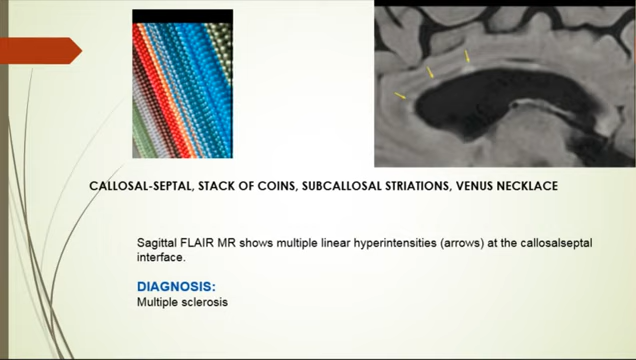 CALLOSAL-SEPTAL, STACK OF COINS, SUBCALLOSAL STRIATIONS, VENUS NECKLACE
Sagittal FLAIR MR shows multiple linear hyperintensities (arrows) at the callosalseptal
interface.
DIAGNOSIS:
Multiple sclerosis